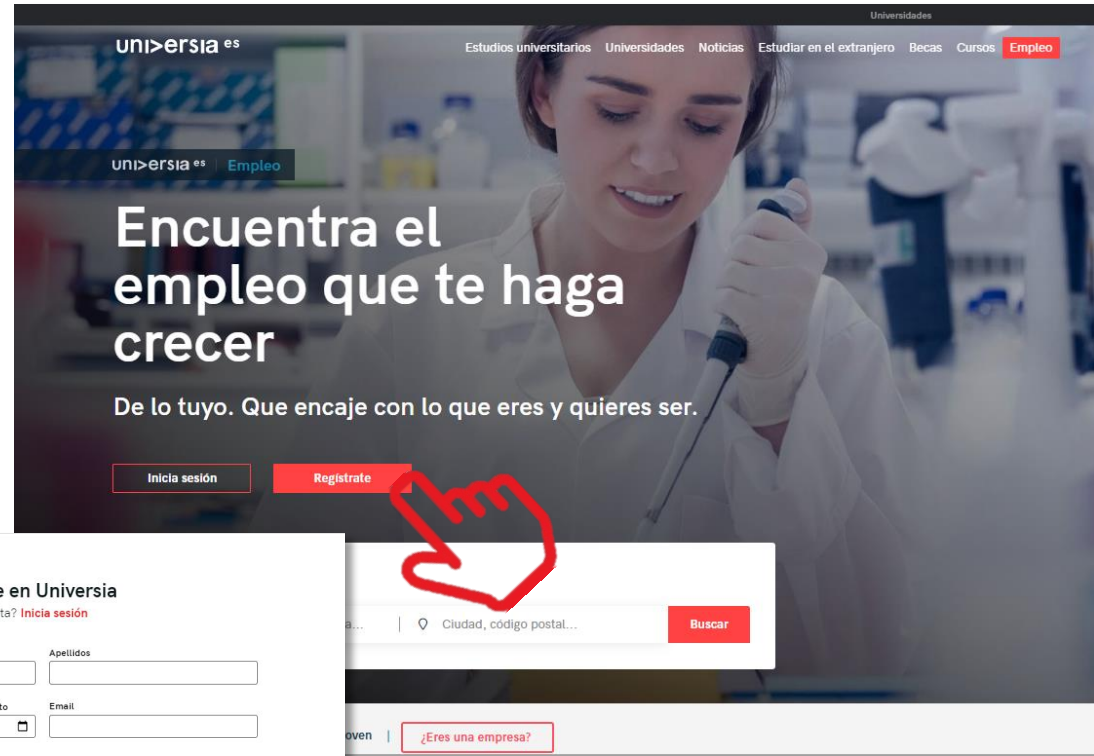 Universidades
unI>ersIa es
Estudios universitarios Universidades Noticias Estudiar en el extranjero Becas Cursos Empleo
unI>ersIa es | Empleo
Encuentra el
empleo que te haga
crecer
De lo tuyo. Que encaje con lo que eres y quieres ser.
Inicia sesión Regístrate
e en Universia
ta? Inicia sesión
Apellidos
to Email
a... | Ciudad, código postal... Buscar
oven | ¿Eres una empresa?